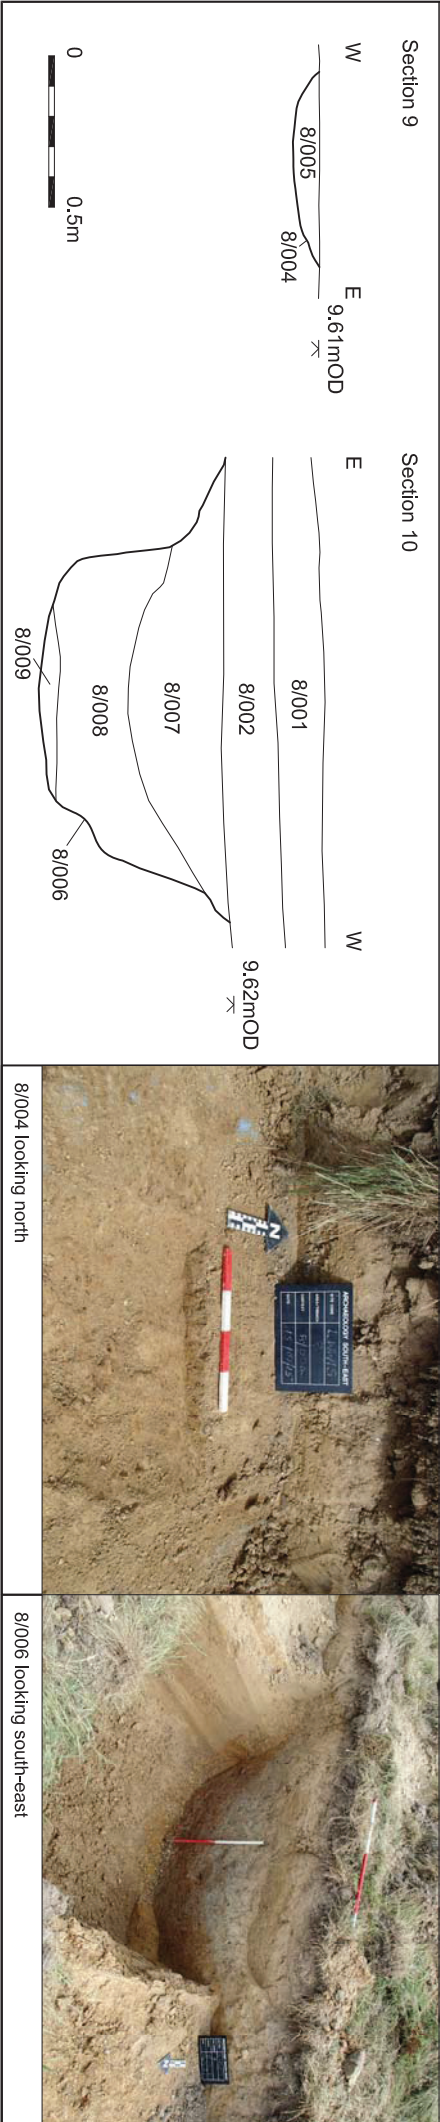 Section 9
W
E
9.61mOD
8/005
8/004
0
0.5m
Section 10
E
W
9.62mOD
8/001
8/002
8/007
8/008
8/009
8/006
ARCHAEOLOGY SOUTH-EAST
N
8/004 looking north
8/006 looking south-east